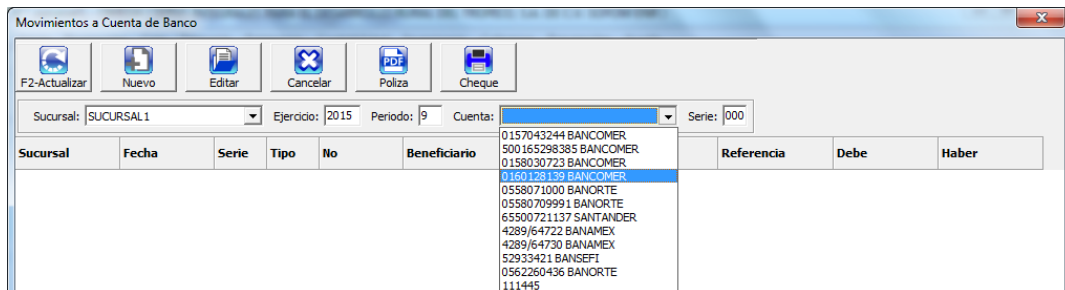 Movimientos a Cuenta de Banco
x
PDF
F2-Actualizar Nuevo Editar Cancelar Poliza Cheque
Sucursal: SUCURSAL1 Ejercicio: 2015 Periodo: 9 Cuenta: Serie: 000
Sucursal Fecha Serie Tipo No Beneficiario Referencia Debe Haber
0157043244 BANCOMER
500165298385 BANCOMER
0158030723 BANCOMER
0160128139 BANCOMER
0558071000 BANORTE
05580709991 BANORTE
65500721137 SANTANDER
4289/64722 BANAMEX
4289/64730 BANAMEX
52933421 BANSEFI
0562260436 BANORTE
111445